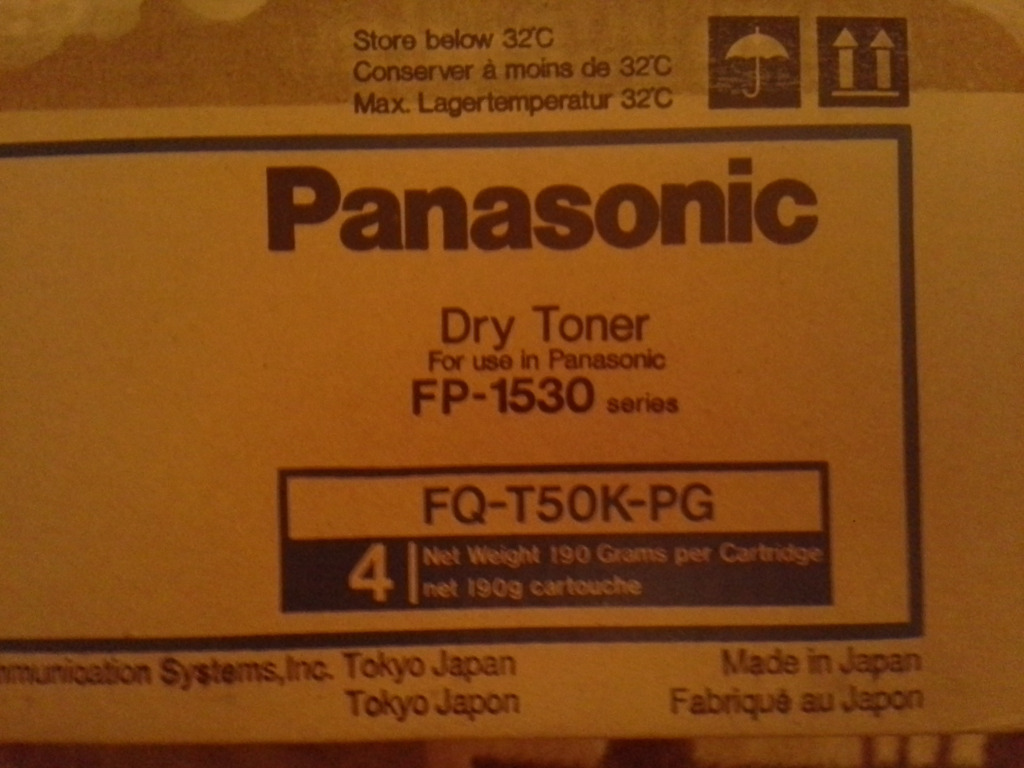 Store below 32°C
Conserver à moins de 32°C
Max. Lagertemperatur 32°C
Panasonic
Dry Toner
For use in Panasonic
FP-1530 series
FQ-T50K-PG
4 Net Weight 190 Grams per Cartridge
net 190g cartouche
Systems,Inc. Tokyo Japan
Tokyo Japon
Made in Japan
Fabriqué au Japon